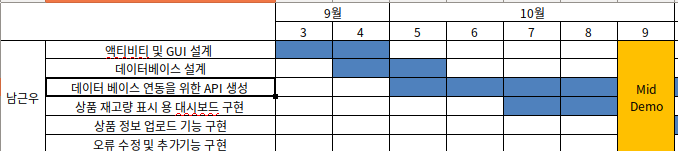 9월 10월
3 4 5 6 7 8 9
액티비티 및 GUI 설계
데이터베이스 설계
데이터 베이스 연동을 위한 API 생성
상품 재고량 표시 용 대시보드 구현
상품 정보 업로드 기능 구현
오류 수정 및 추가기능 구현
남근우
Mid
Demo